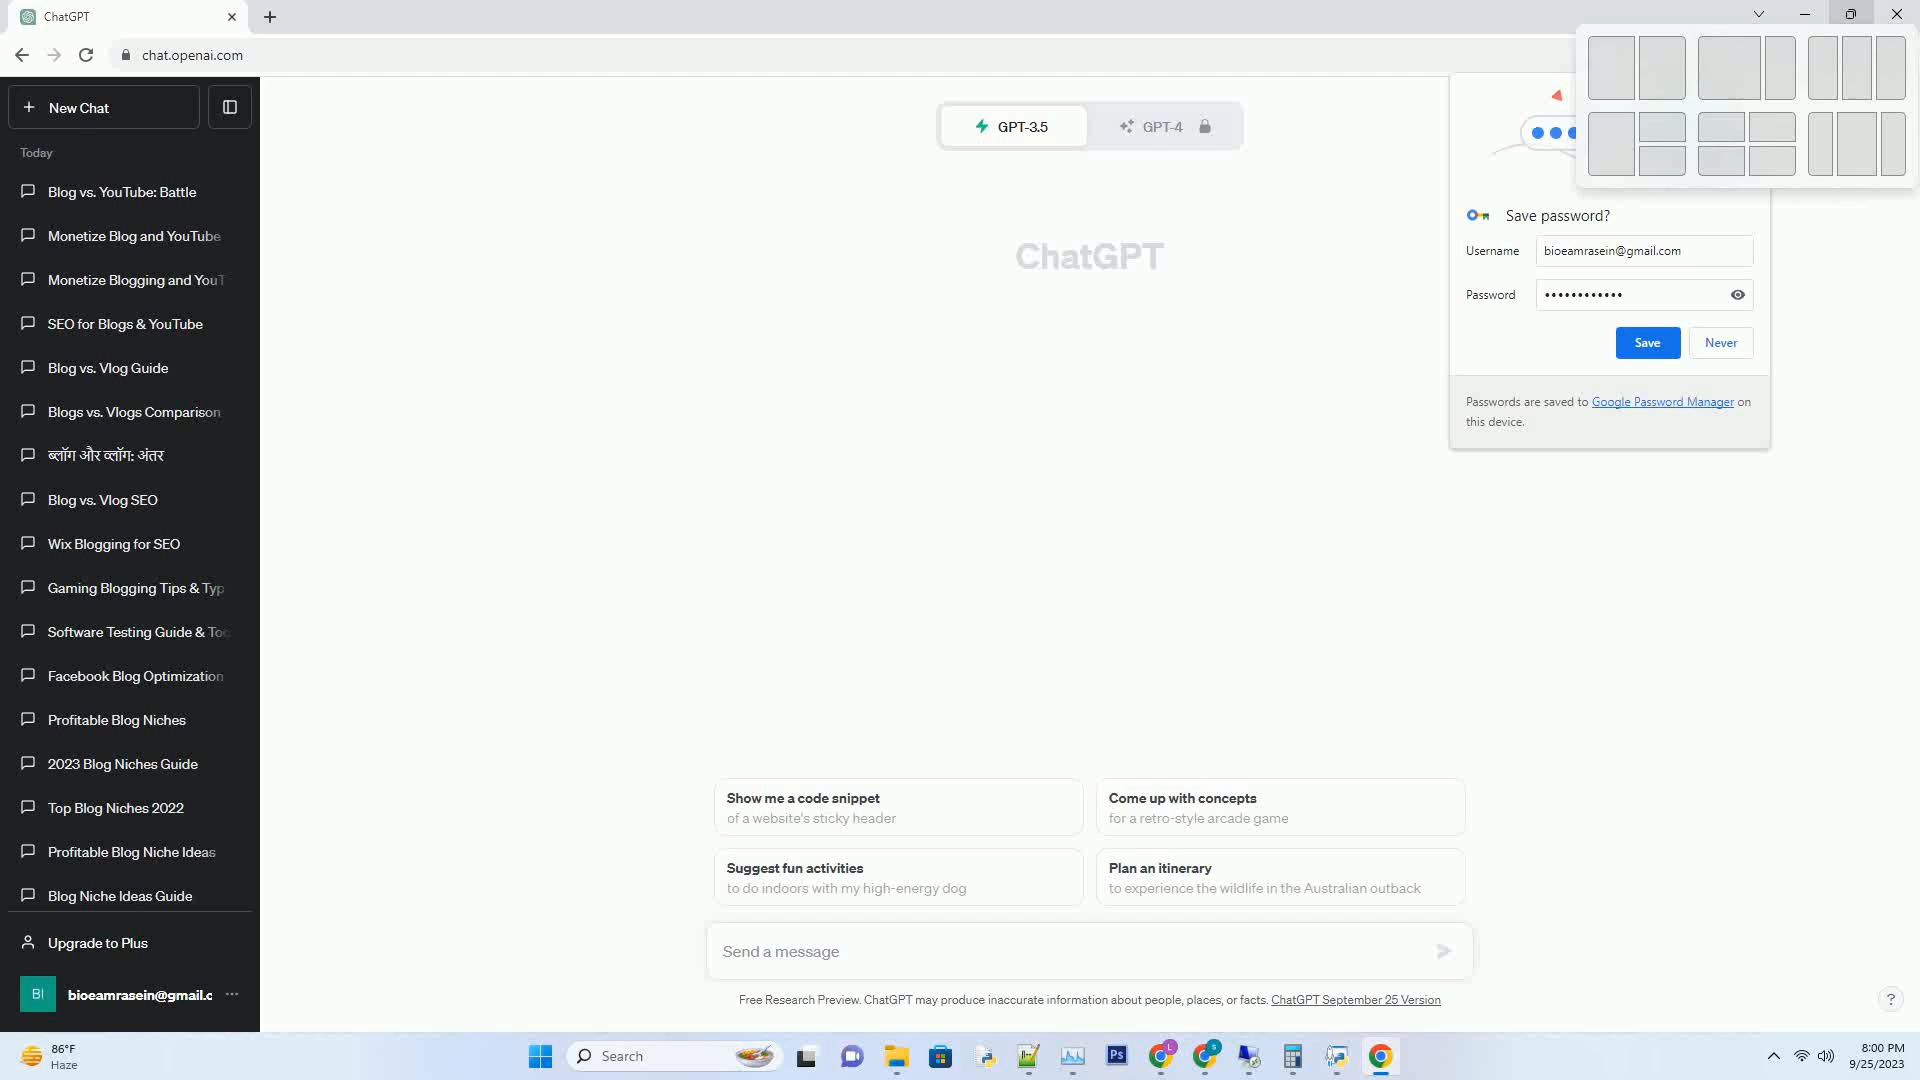 ChatGPT
chat.openai.com
New Chat
Today
Blog vs. YouTube: Battle
Monetize Blog and YouTube
Monetize Blogging and YouT
SEO for Blogs & YouTube
Blog vs. Vlog Guide
Blogs vs. Vlogs Comparison
ब्लॉग और व्लॉग: अंतर
Blog vs. Vlog SEO
Wix Blogging for SEO
Gaming Blogging Tips & Typ
Software Testing Guide & Too
Facebook Blog Optimization
Profitable Blog Niches
2023 Blog Niches Guide
Top Blog Niches 2022
Profitable Blog Niche Ideas
Blog Niche Ideas Guide
Upgrade to Plus
BI
bioeamrasein@gmail.c
GPT-3.5
GPT-4
ChatGPT
Save password?
Username
bioeamrasein@gmail.com
Password
••••••••••••
Save
Never
Passwords are saved to Google Password Manager on
this device.
Show me a code snippet
of a website's sticky header
Come up with concepts
for a retro-style arcade game
Suggest fun activities
to do indoors with my high-energy dog
Plan an itinerary
to experience the wildlife in the Australian outback
Send a message
Free Research Preview. ChatGPT may produce inaccurate information about people, places, or facts. ChatGPT September 25 Version
?
86°F
Haze
Search
Ps
L
S
8:00 PM
9/25/2023